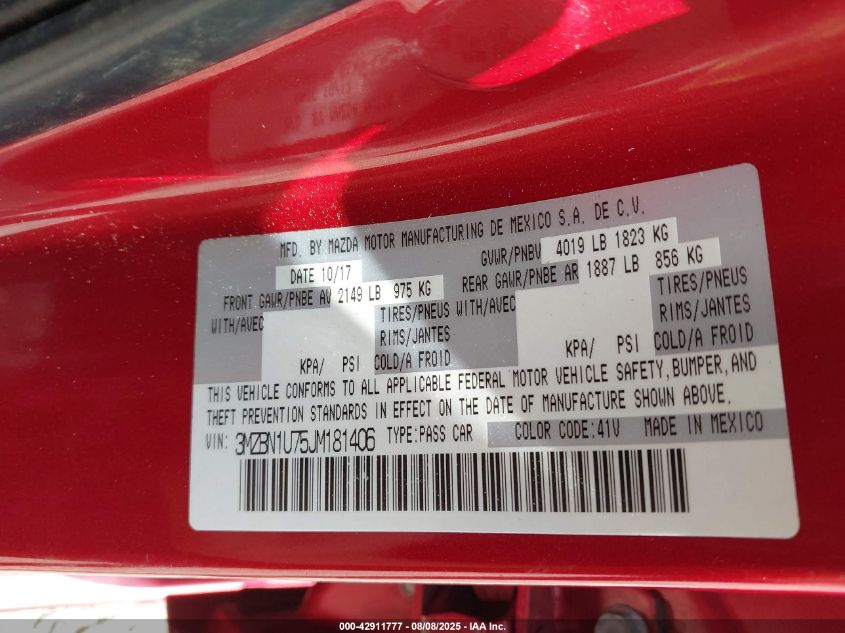 MFD. BY MAZDA MOTOR MANUFACTURING DE MEXICO S.A. DE C.V.
DATE 10/17 GVWR/PNBV 4019 LB 1823 KG
FRONT GAWR/PNBE AV 2149 LB 975 KG REAR GAWR/PNBE AR 1887 LB 856 KG
WITH/AVEC TIRES/PNEUS WITH/AVEC TIRES/PNEUS
RIMS/JANTES RIMS/JANTES
KPA/ PSI COLD/A FROID KPA/ PSI COLD/A FROID
THIS VEHICLE CONFORMS TO ALL APPLICABLE FEDERAL MOTOR VEHICLE SAFETY, BUMPER, AND
THEFT PREVENTION STANDARDS IN EFFECT ON THE DATE OF MANUFACTURE SHOWN ABOVE.
VIN: 3MZBN1U75JM181406 TYPE:PASS CAR COLOR CODE:41V MADE IN MEXICO
000-42911777 - 08/08/2025 - IAA Inc.